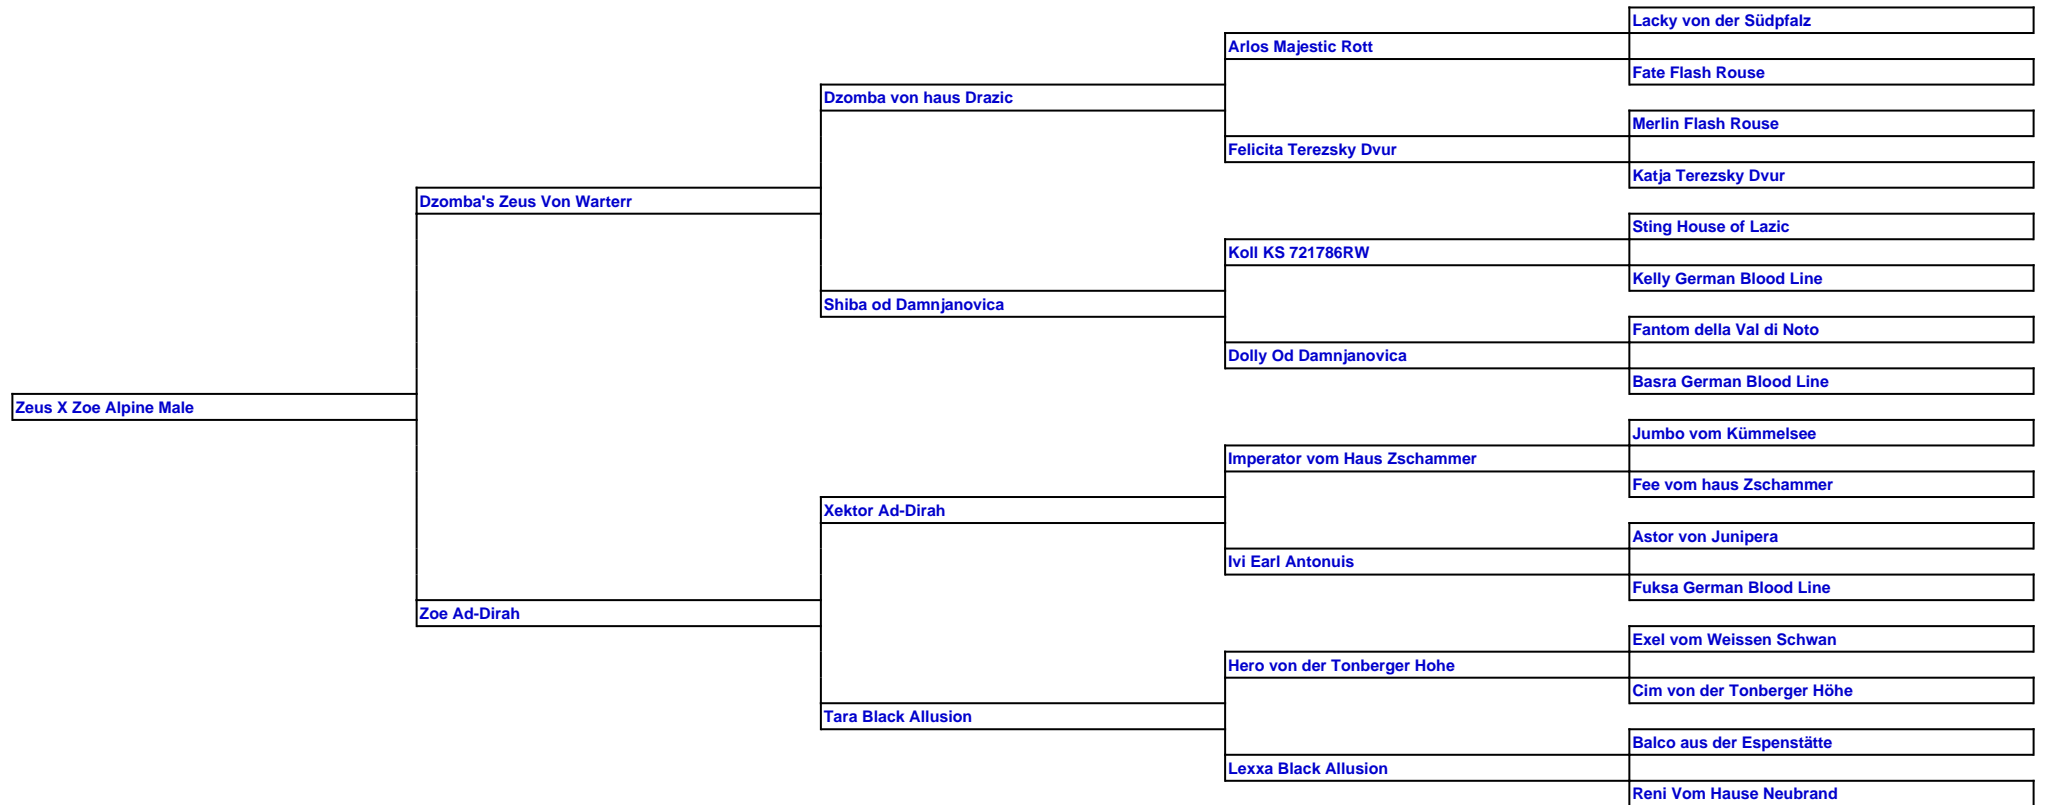 Lacky von der Südpfalz
Arlos Majestic Rott
Fate Flash Rouse
Dzomba von haus Drazic
Merlin Flash Rouse
Felicita Terezsky Dvur
Katja Terezsky Dvur
Dzomba's Zeus Von Warterr
Sting House of Lazic
Koll KS 721786RW
Kelly German Blood Line
Shiba od Damnjanovica
Fantom della Val di Noto
Dolly Od Damnjanovica
Basra German Blood Line
Zeus X Zoe Alpine Male
Jumbo vom Kümmelsee
Imperator vom Haus Zschammer
Fee vom haus Zschammer
Xektor Ad-Dirah
Astor von Junipera
Ivi Earl Antonuis
Fuksa German Blood Line
Zoe Ad-Dirah
Exel vom Weissen Schwan
Hero von der Tonberger Hohe
Cim von der Tonberger Höhe
Tara Black Allusion
Balco aus der Espenstätte
Lexxa Black Allusion
Reni Vom Hause Neubrand